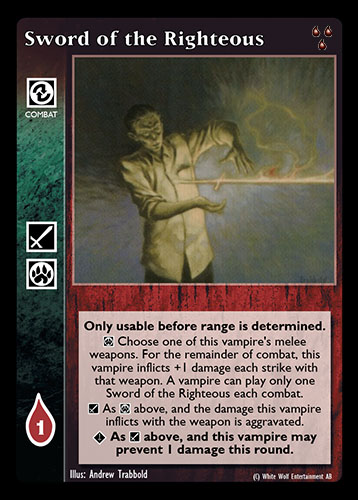 Sword of the Righteous
COMBAT
Only usable before range is determined.
Choose one of this vampire's melee
weapons. For the remainder of combat, this
vampire inflicts +1 damage each strike with
that weapon. A vampire can play only one
Sword of the Righteous each combat.
As above, and the damage this vampire
inflicts with the weapon is aggravated.
As above, and this vampire may
prevent 1 damage this round.
1
Illus: Andrew Trabbold
(C) White Wolf Entertainment AB